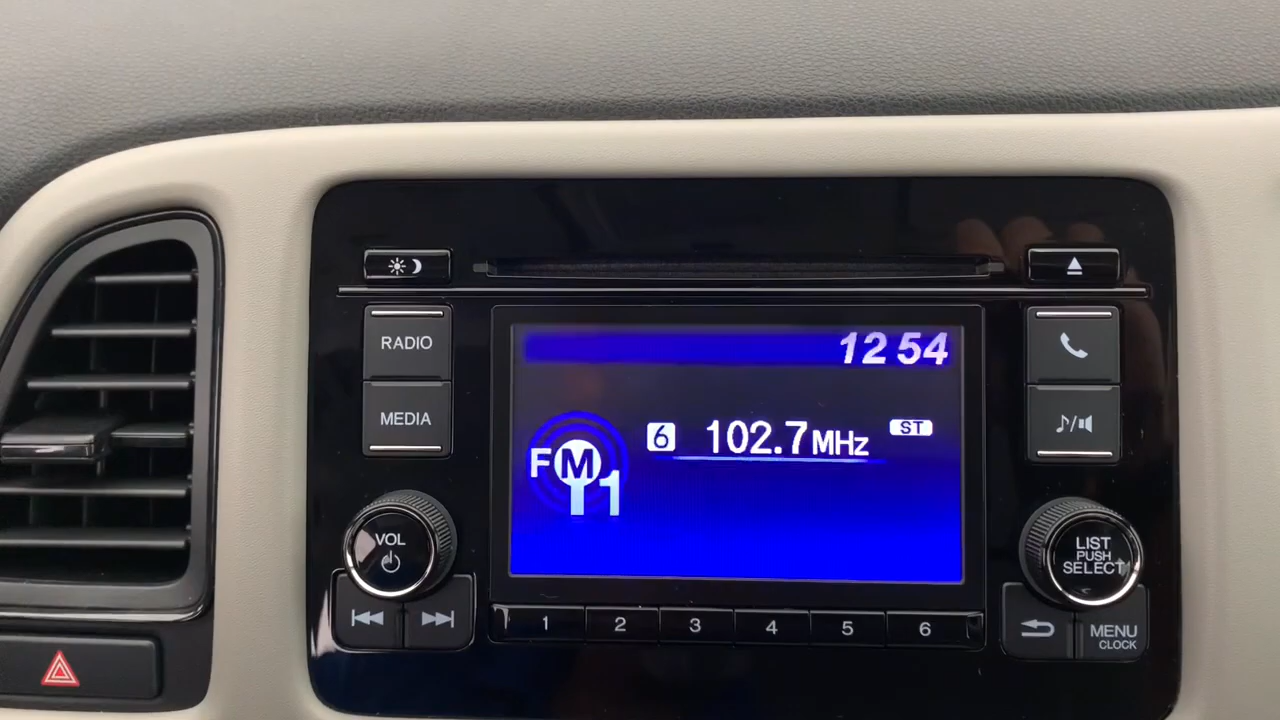 12 54
RADIO
MEDIA
6 102.7MHz ST
FM
1
VOL
LIST
PUSH
SELECT
1 2 3 4 5 6
MENU
CLOCK